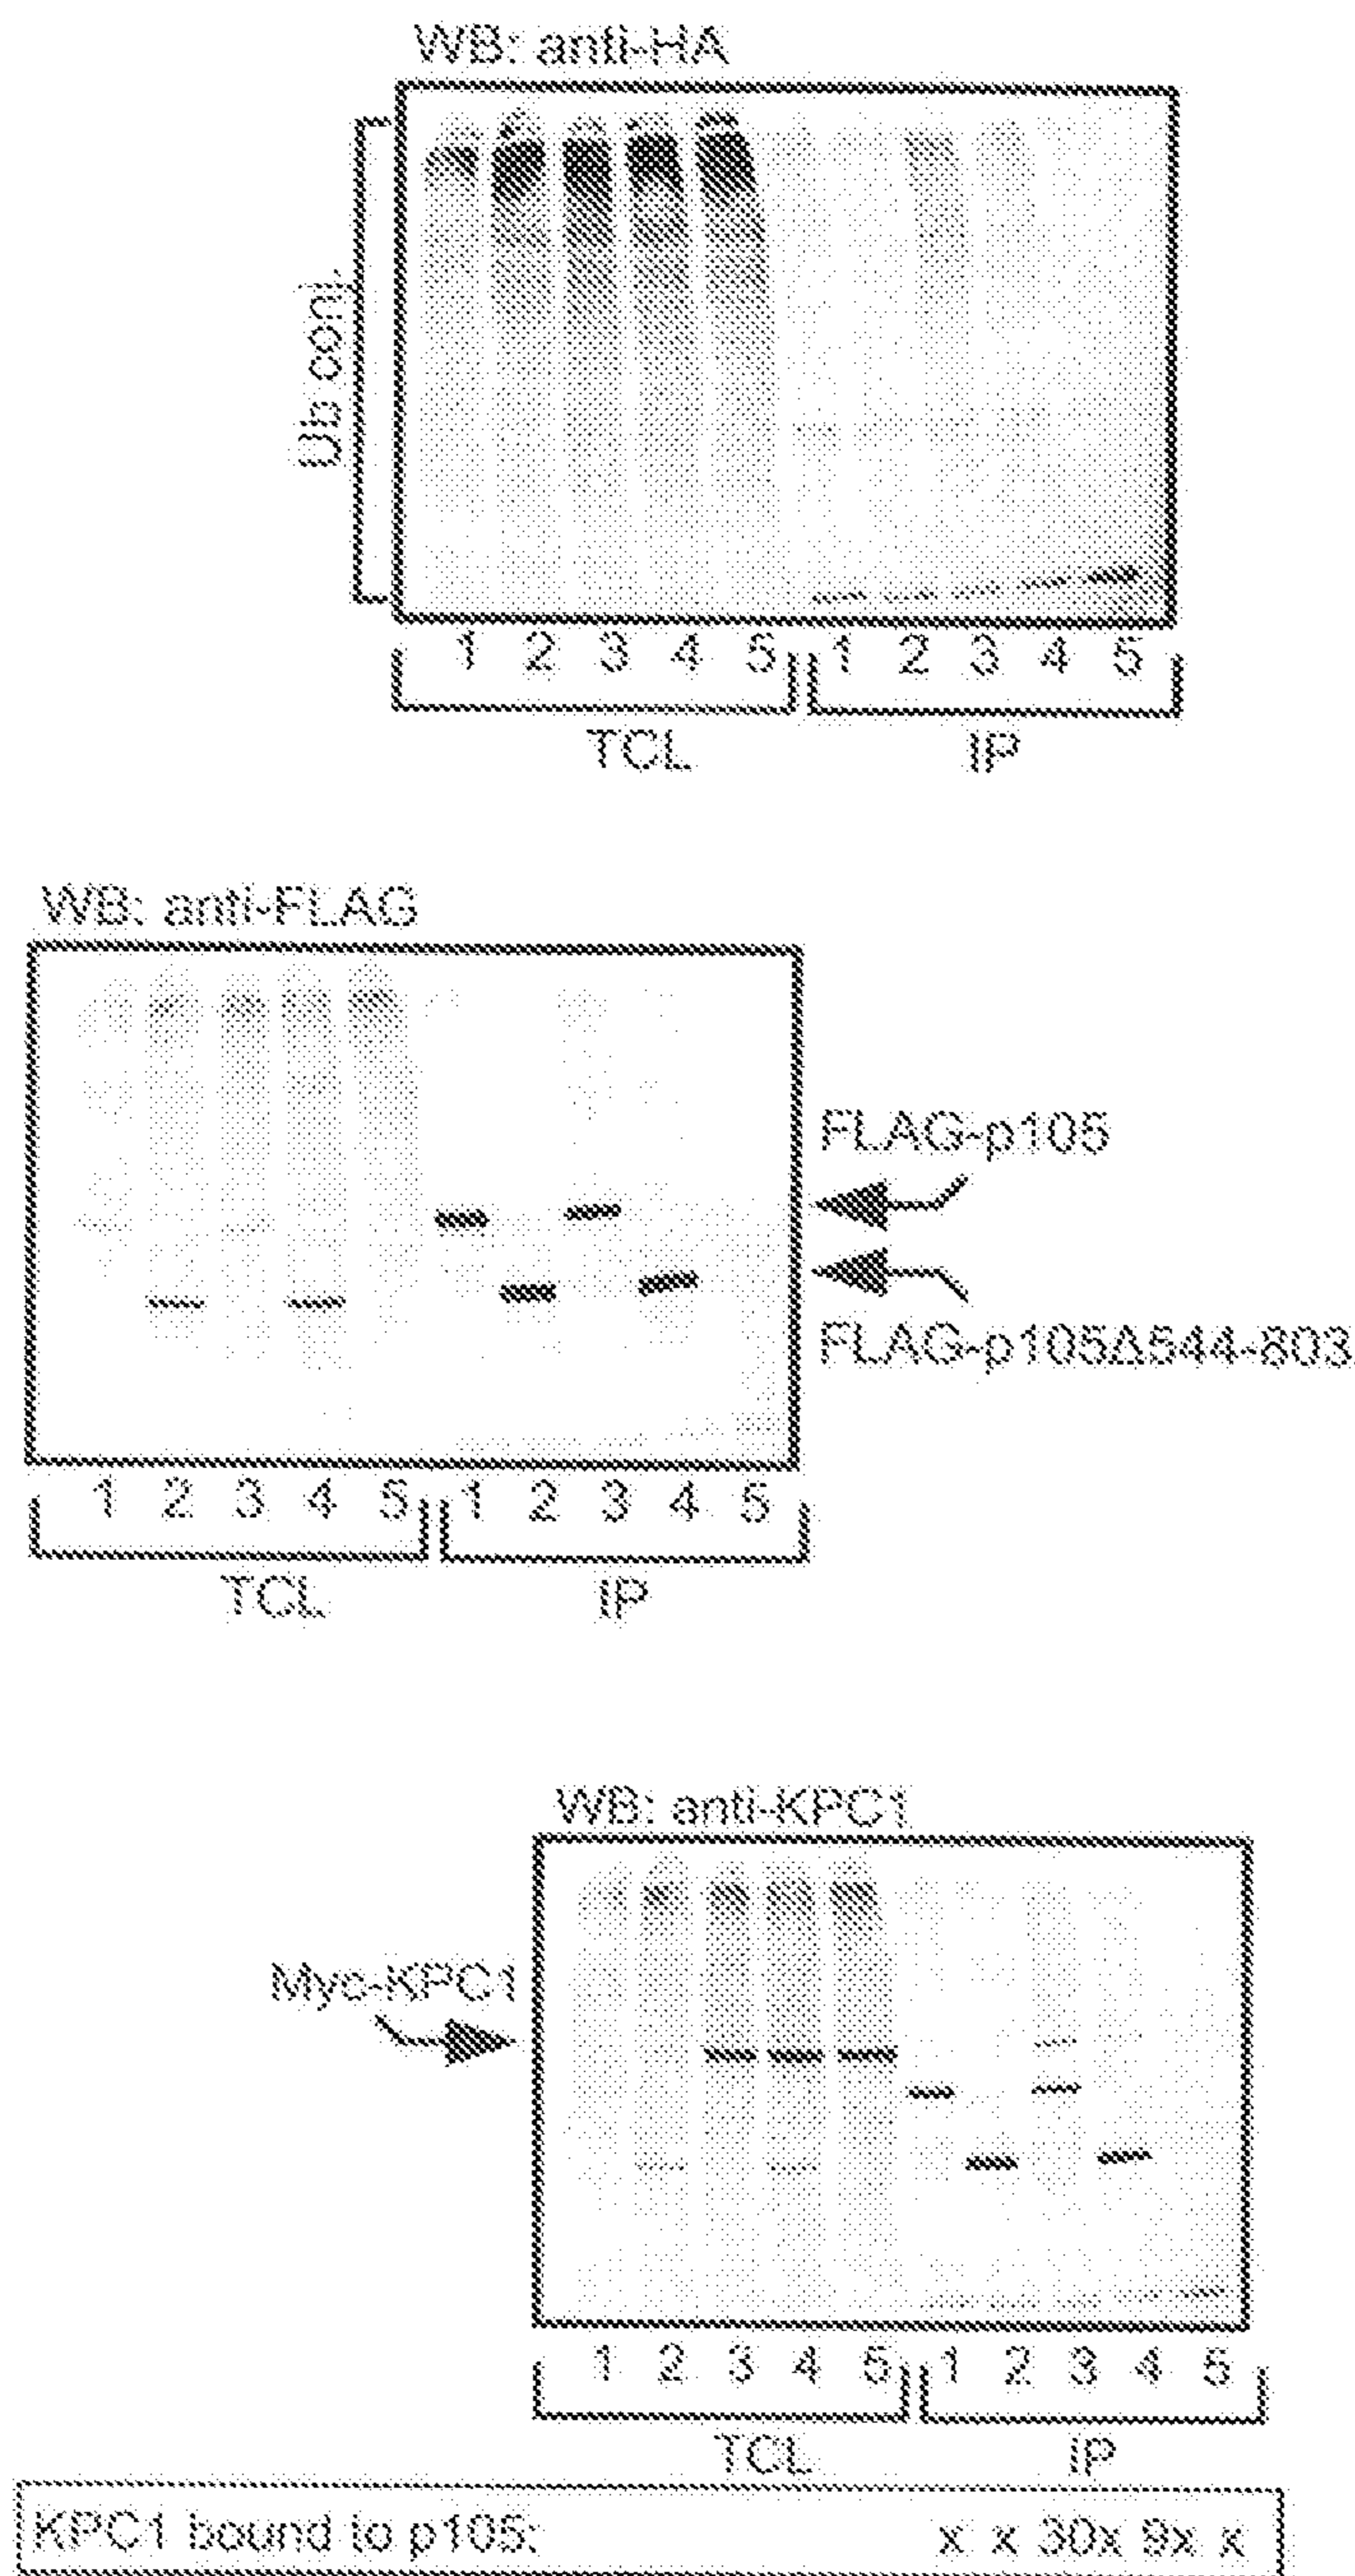 WB: anti-HA
Ub conj.
1 2 3 4 5 1 2 3 4 5
TCL IP
WB: anti-FLAG
FLAG-p105
FLAG-p105Δ544-803
1 2 3 4 5 1 2 3 4 5
TCL IP
WB: anti-KPC1
Myc-KPC1
1 2 3 4 5 1 2 3 4 5
TCL IP
KPC1 bound to p105: x x 30x 9x x